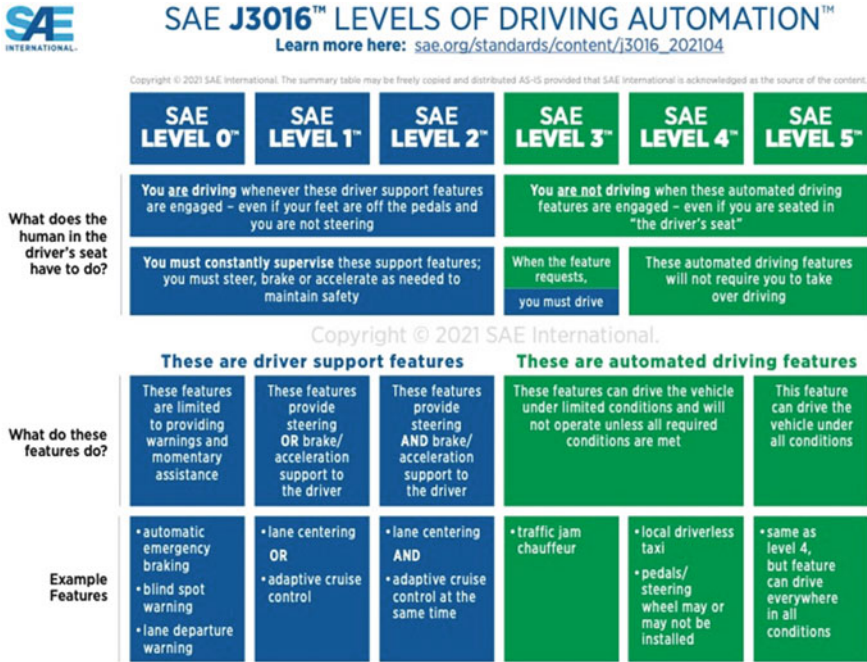 SAE
INTERNATIONAL®
SAE J3016™ LEVELS OF DRIVING AUTOMATION™
Learn more here: sae.org/standards/content/j3016_202104
Copyright © 2021 SAE International. The summary table may be freely copied and distributed AS-IS provided that SAE International is acknowledged as the source of the content.
SAE
LEVEL 0™
SAE
LEVEL 1™
SAE
LEVEL 2™
SAE
LEVEL 3™
SAE
LEVEL 4™
SAE
LEVEL 5™
What does the
human in the
driver's seat
have to do?
You are driving whenever these driver support features
are engaged – even if your feet are off the pedals and
you are not steering
You are not driving when these automated driving
features are engaged – even if you are seated in
"the driver's seat"
You must constantly supervise these support features;
you must steer, brake or accelerate as needed to
maintain safety
When the feature
requests,
you must drive
These automated driving features
will not require you to take
over driving
Copyright © 2021 SAE International.
These are driver support features
These are automated driving features
What do these
features do?
These features
are limited
to providing
warnings and
momentary
assistance
These features
provide
steering
OR brake/
acceleration
support to
the driver
These features
provide
steering
AND brake/
acceleration
support to
the driver
These features can drive the vehicle
under limited conditions and will
not operate unless all required
conditions are met
This feature
can drive the
vehicle under
all conditions
Example
Features
• automatic
emergency
braking
• blind spot
warning
• lane departure
warning
• lane centering
OR
• adaptive cruise
control
• lane centering
AND
• adaptive cruise
control at the
same time
• traffic jam
chauffeur
• local driverless
taxi
• pedals/
steering
wheel may or
may not be
installed
• same as
level 4,
but feature
can drive
everywhere
in all
conditions